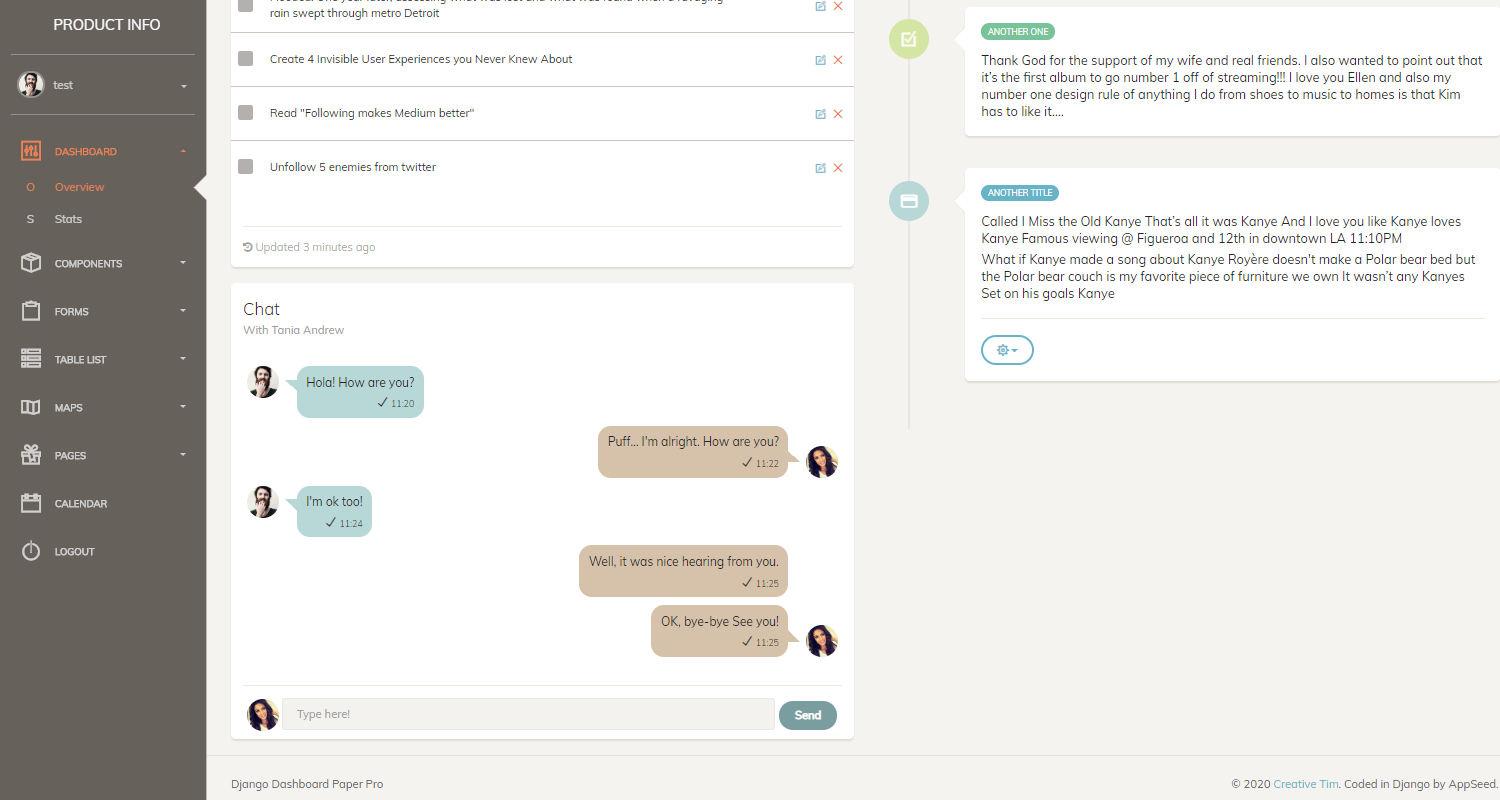 PRODUCT INFO
test
DASHBOARD
O Overview
S Stats
COMPONENTS
FORMS
TABLE LIST
MAPS
PAGES
CALENDAR
LOGOUT
rain swept through metro Detroit
Create 4 Invisible User Experiences you Never Knew About
Read "Following makes Medium better"
Unfollow 5 enemies from twitter
Updated 3 minutes ago
Chat
With Tania Andrew
Hola! How are you?
11:20
Puff... I'm alright. How are you?
11:22
I'm ok too!
11:24
Well, it was nice hearing from you.
11:25
OK, bye-bye See you!
11:25
Type here!
Send
ANOTHER ONE
Thank God for the support of my wife and real friends. I also wanted to point out that
it's the first album to go number 1 off of streaming!!! I love you Ellen and also my
number one design rule of anything I do from shoes to music to homes is that Kim
has to like it....
ANOTHER TITLE
Called I Miss the Old Kanye That's all it was Kanye And I love you like Kanye loves
Kanye Famous viewing @ Figueroa and 12th in downtown LA 11:10PM
What if Kanye made a song about Kanye Royère doesn't make a Polar bear bed but
the Polar bear couch is my favorite piece of furniture we own It wasn't any Kanyes
Set on his goals Kanye
Django Dashboard Paper Pro
© 2020 Creative Tim. Coded in Django by AppSeed.